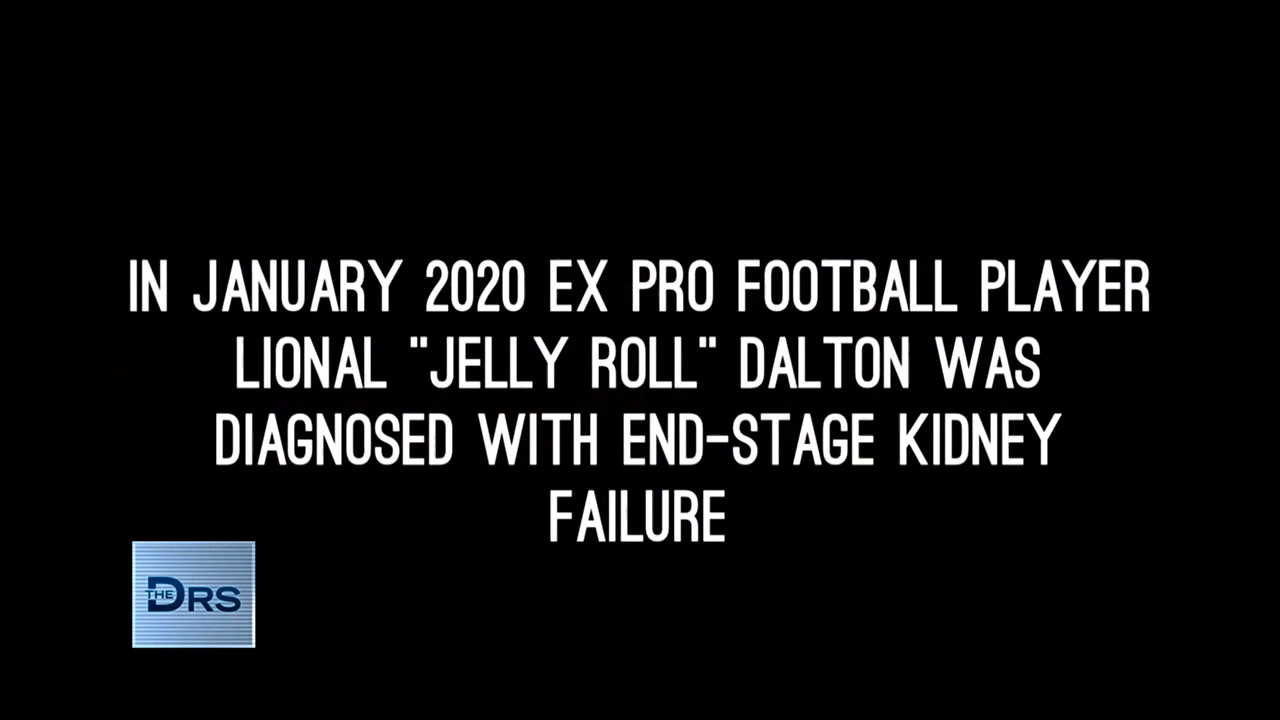 IN JANUARY 2020 EX PRO FOOTBALL PLAYER
LIONAL "JELLY ROLL" DALTON WAS
DIAGNOSED WITH END-STAGE KIDNEY
FAILURE
THE DRS